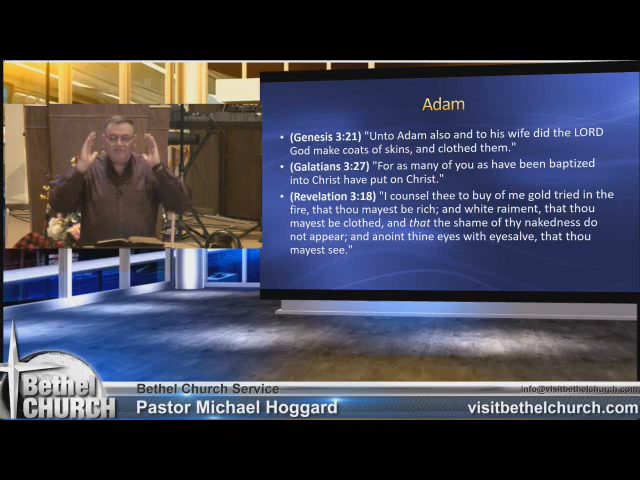 Adam
• (Genesis 3:21) "Unto Adam also and to his wife did the LORD
God make coats of skins, and clothed them."
• (Galatians 3:27) "For as many of you as have been baptized
into Christ have put on Christ."
• (Revelation 3:18) "I counsel thee to buy of me gold tried in the
fire, that thou mayest be rich; and white raiment, that thou
mayest be clothed, and that the shame of thy nakedness do
not appear; and anoint thine eyes with eyesalve, that thou
mayest see."
Bethel
CHURCH
Bethel Church Service
info@visitbethelchurch.com
Pastor Michael Hoggard
visitbethelchurch.com